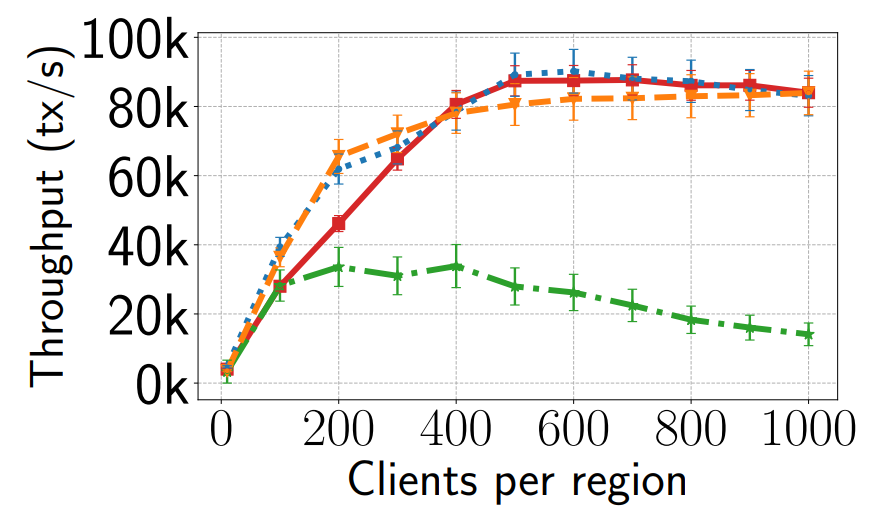 Throughput (tx/s)
100k
80k
60k
40k
20k
0k
0 200 400 600 800 1000
Clients per region